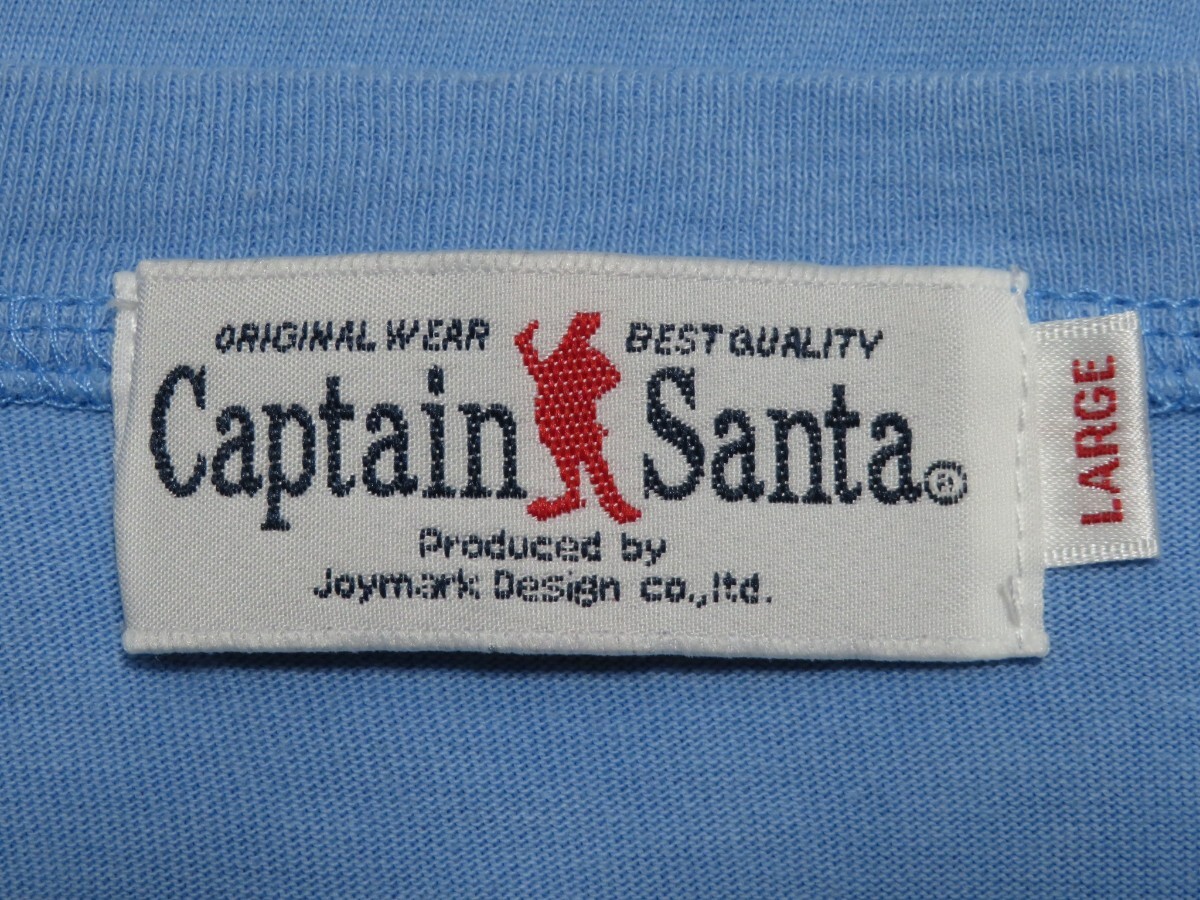 ORIGINAL WEAR BEST QUALITY
Captain Santa®
Produced by
Joymark Design co.,ltd.
LARGE